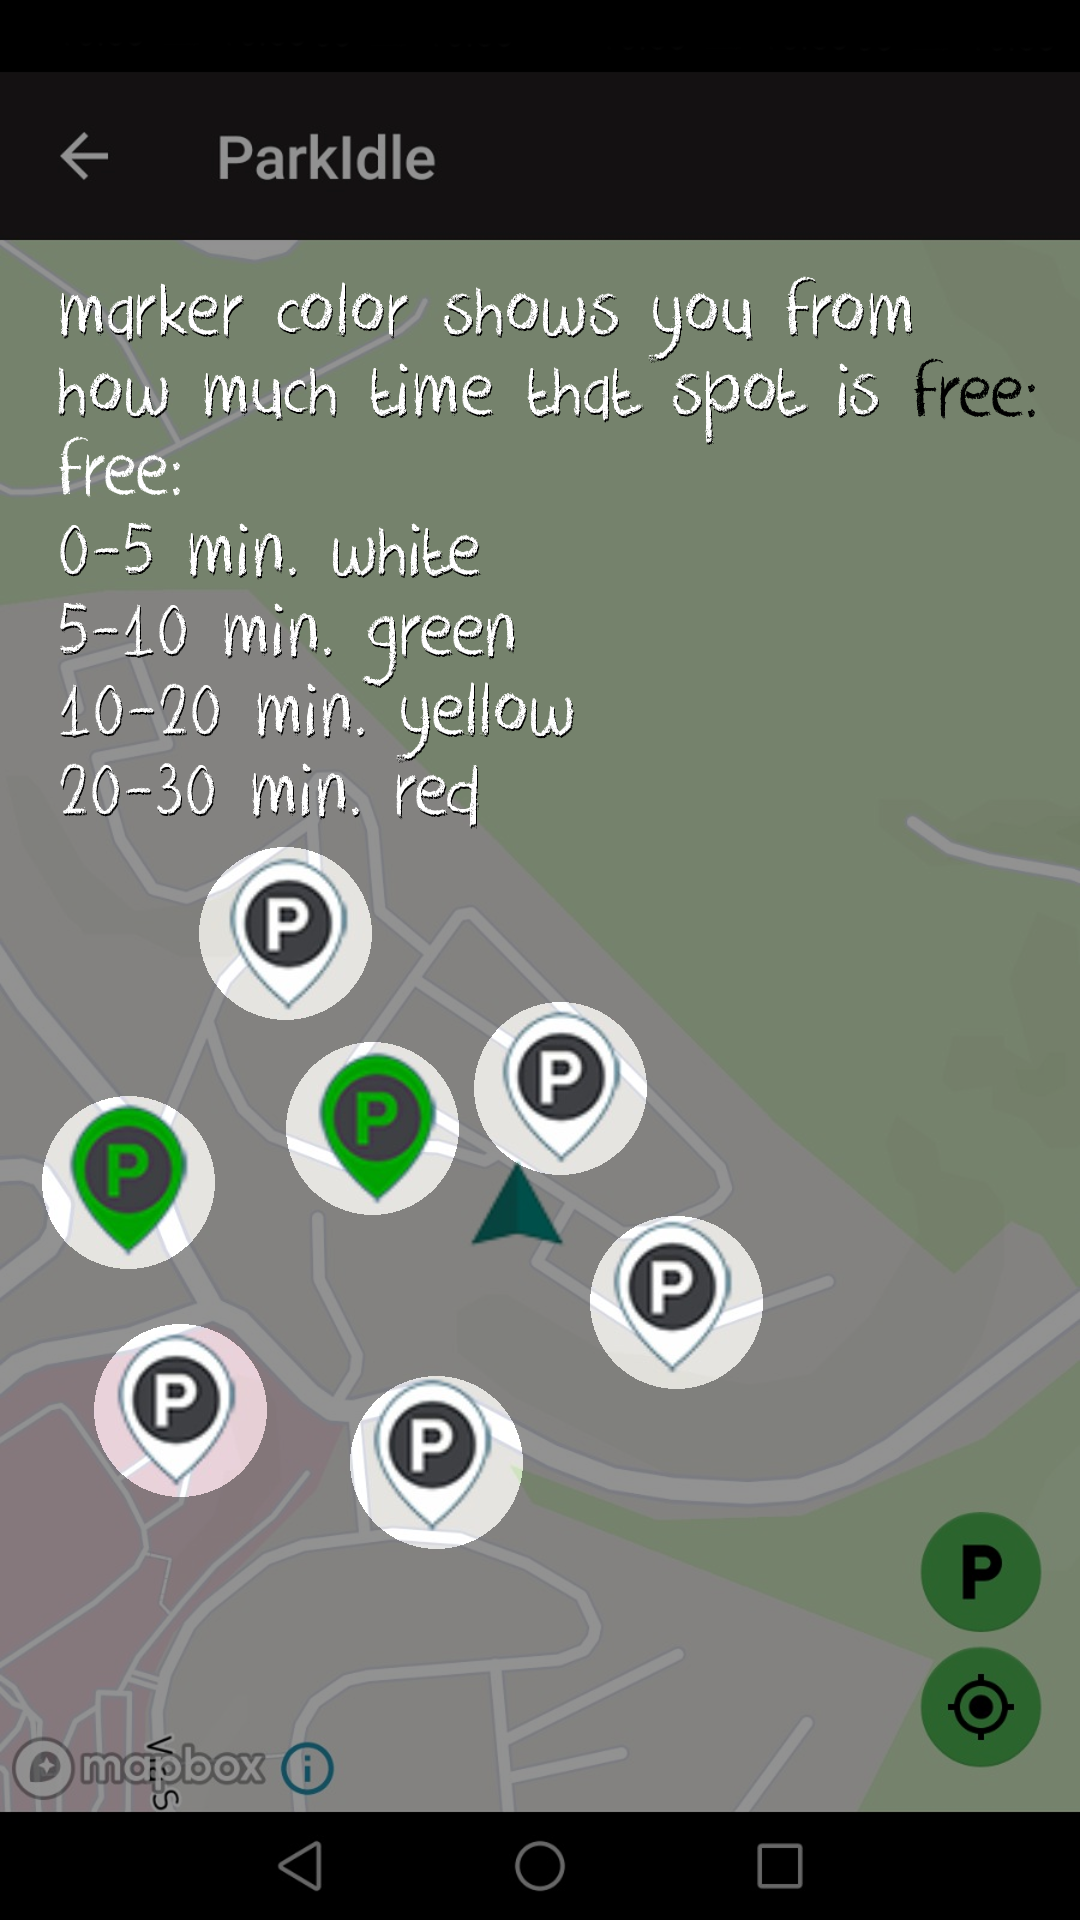 ParkIdle
marker color shows you from
how much time that spot is free:
free:
0-5 min. white
5-10 min. green
10-20 min. yellow
20-30 min. red
P
P
P
P
P
P
P
P
mapbox
i